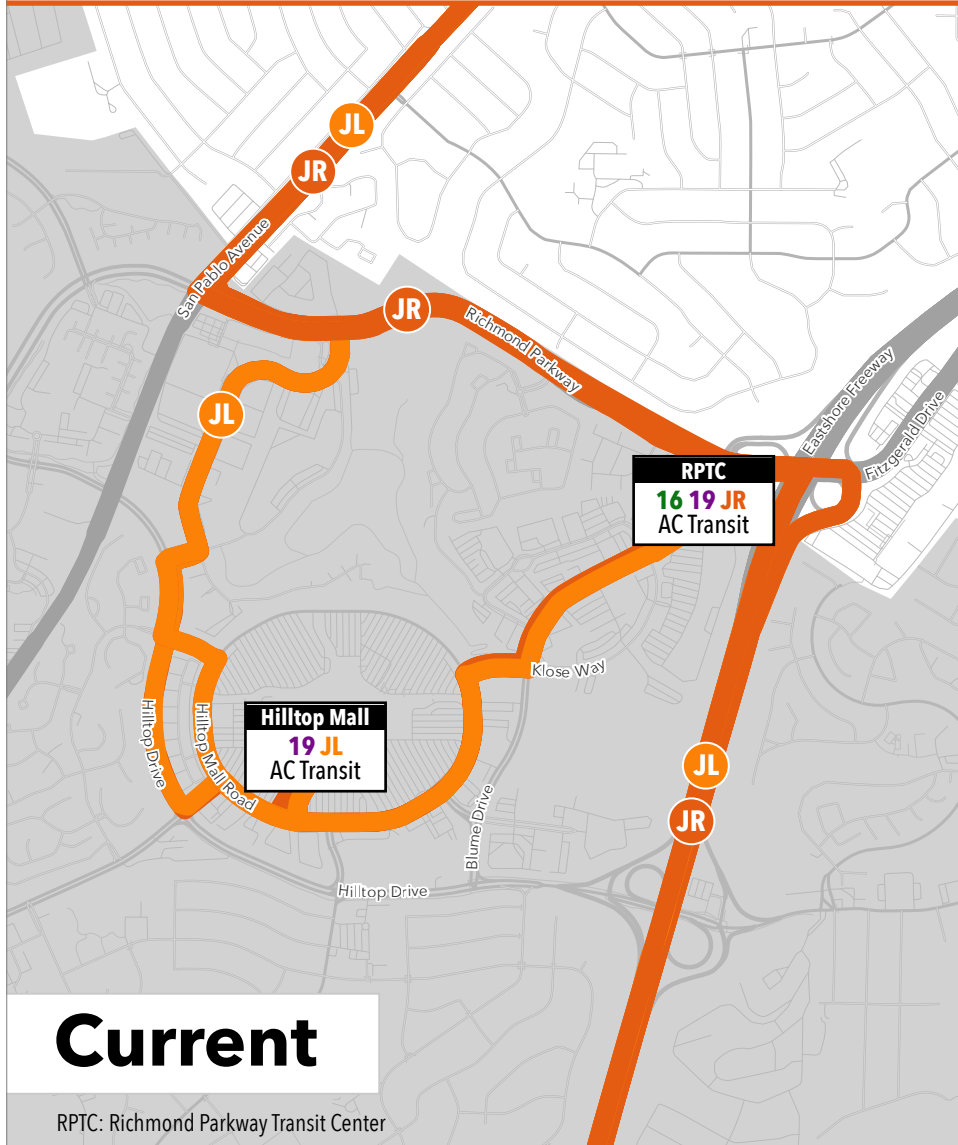 JL
JR
San Pablo Avenue
JR
Richmond Parkway
Eastshore Freeway
Fitzgerald Drive
JL
RPTC
16 19 JR
AC Transit
Klose Way
Hilltop Drive
Hilltop Mall Road
Hilltop Mall
19 JL
AC Transit
JL
JR
Blume Drive
Hilltop Drive
Current
RPTC: Richmond Parkway Transit Center